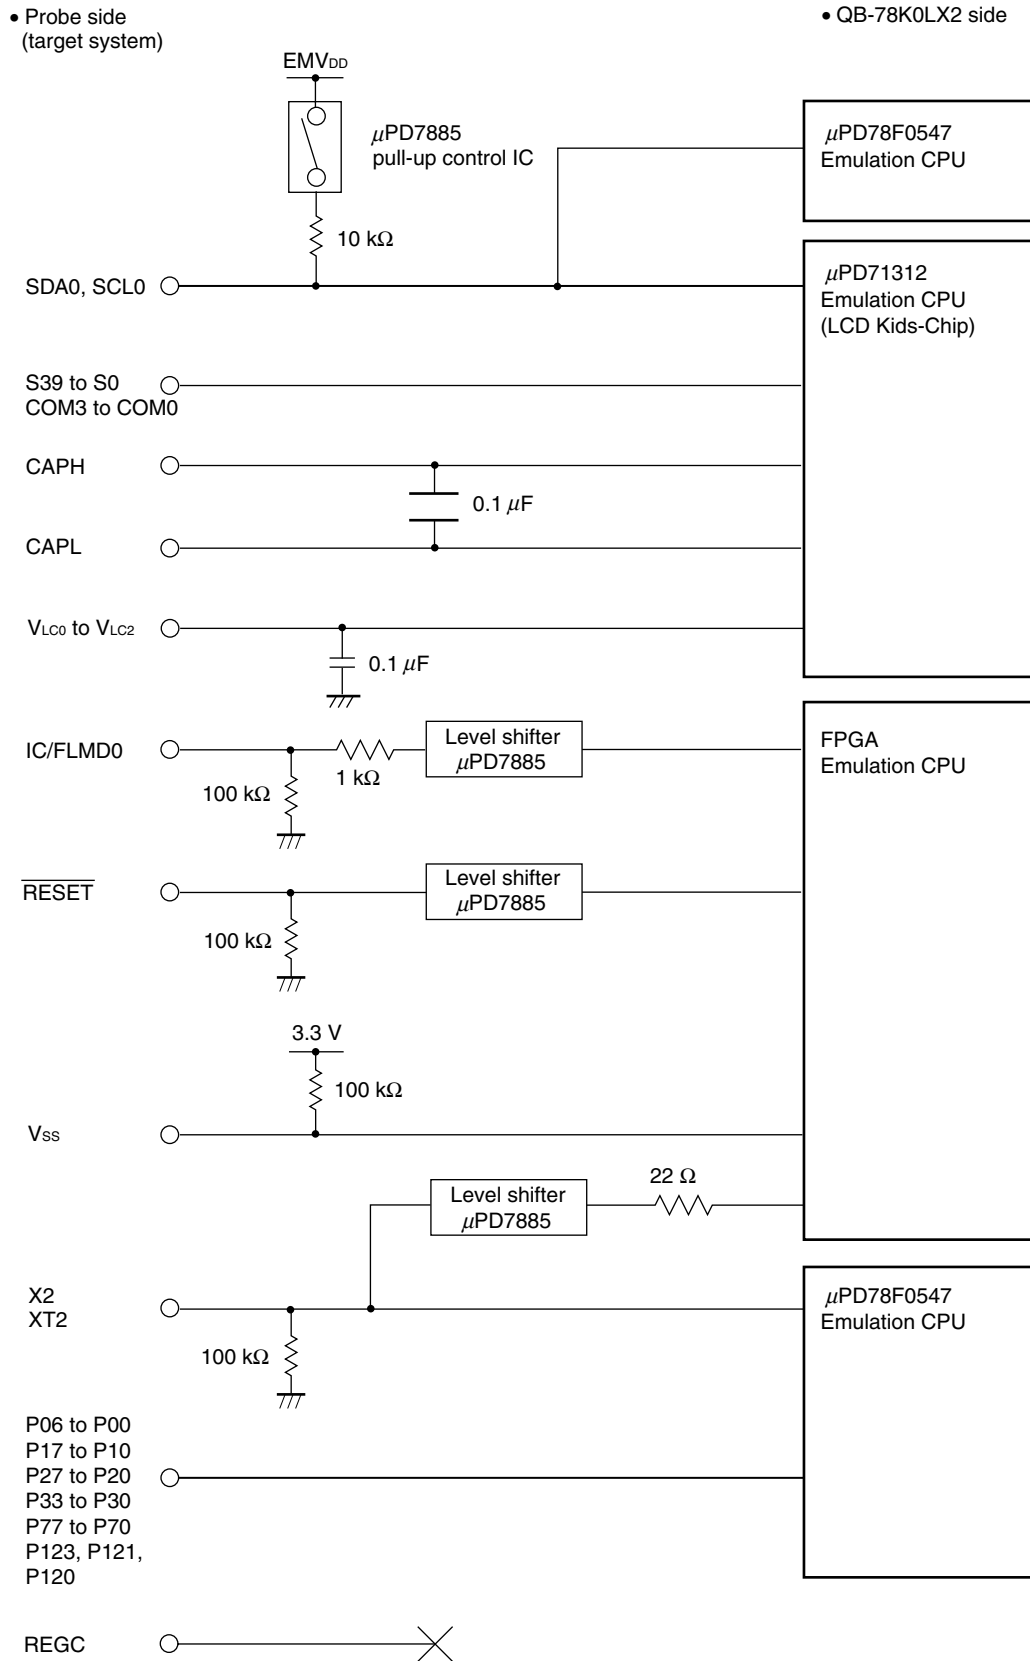 • Probe side
(target system)
• QB-78K0LX2 side
EMVDD
μPD7885
pull-up control IC
10 kΩ
μPD78F0547
Emulation CPU
SDA0, SCL0
μPD71312
Emulation CPU
(LCD Kids-Chip)
S39 to S0
COM3 to COM0
CAPH
0.1 μF
CAPL
VLC0 to VLC2
0.1 μF
IC/FLMD0
100 kΩ
1 kΩ
Level shifter
μPD7885
FPGA
Emulation CPU
RESET
100 kΩ
Level shifter
μPD7885
3.3 V
100 kΩ
VSS
Level shifter
μPD7885
22 Ω
X2
XT2
100 kΩ
μPD78F0547
Emulation CPU
P06 to P00
P17 to P10
P27 to P20
P33 to P30
P77 to P70
P123, P121,
P120
REGC